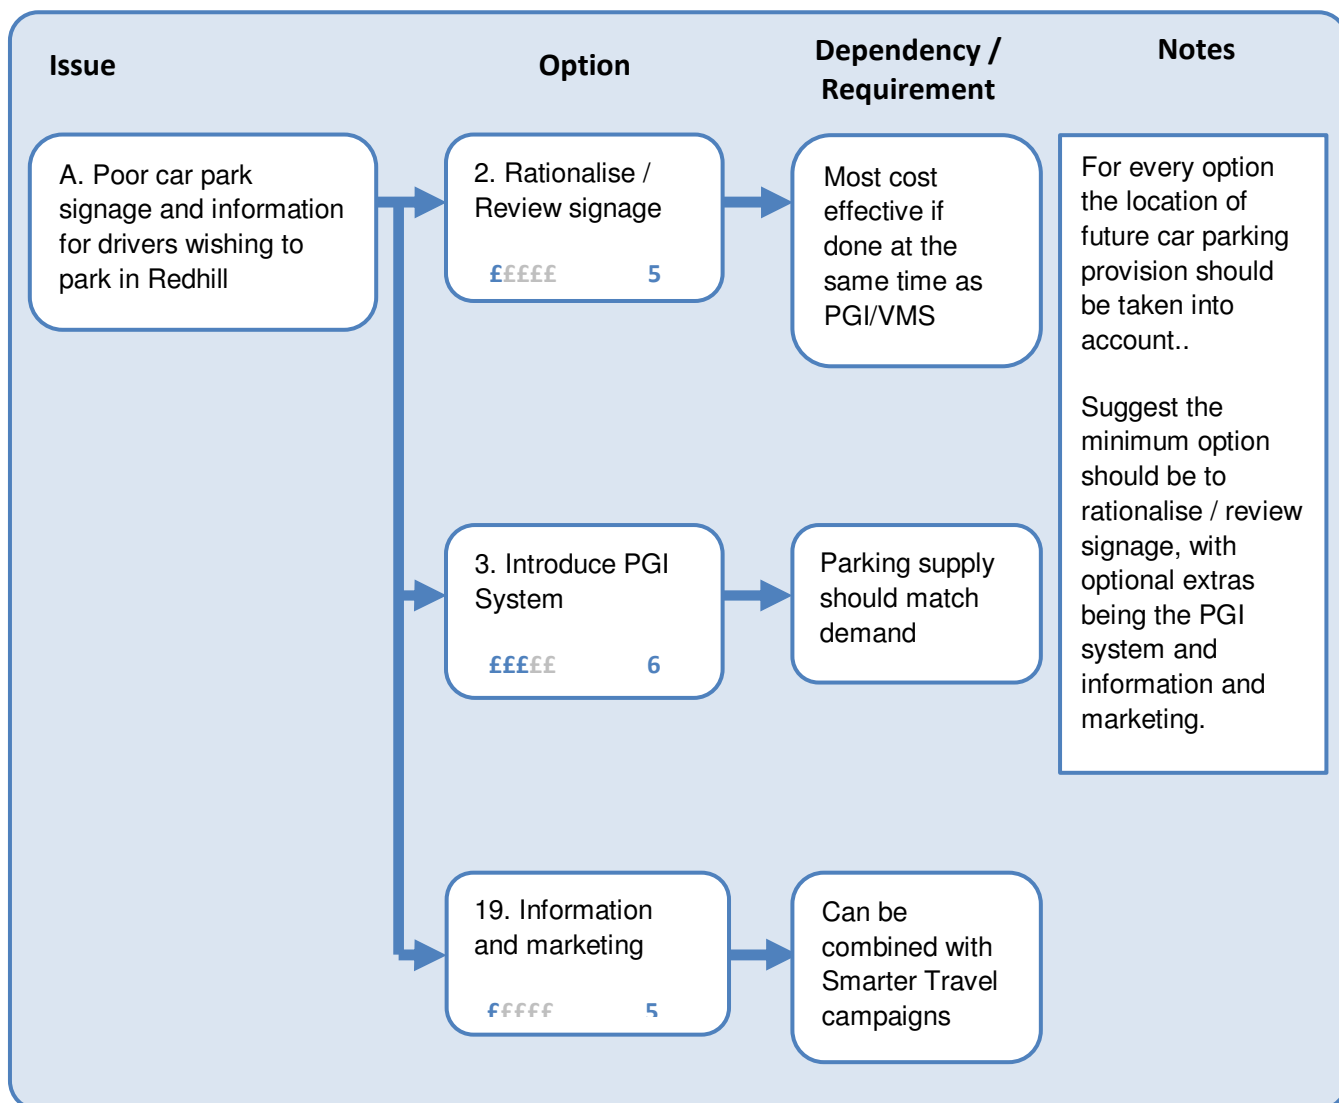 Issue
Option
Dependency /
Requirement
Notes
A. Poor car park
signage and information
for drivers wishing to
park in Redhill
2. Rationalise /
Review signage
£££££ 5
Most cost
effective if
done at the
same time as
PGI/VMS
3. Introduce PGI
System
£££££ 6
Parking supply
should match
demand
19. Information
and marketing
£££££ 5
Can be
combined with
Smarter Travel
campaigns
For every option
the location of
future car parking
provision should
be taken into
account..
Suggest the
minimum option
should be to
rationalise / review
signage, with
optional extras
being the PGI
system and
information and
marketing.